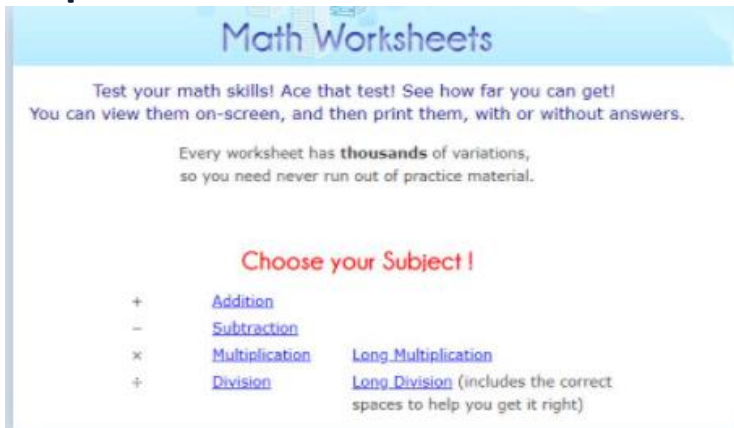 Math Worksheets
Test your math skills! Ace that test! See how far you can get!
You can view them on-screen, and then print them, with or without answers.
Every worksheet has thousands of variations,
so you need never run out of practice material.
Choose your Subject !
+ Addition
− Subtraction
× Multiplication Long Multiplication
÷ Division Long Division (includes the correct
spaces to help you get it right)